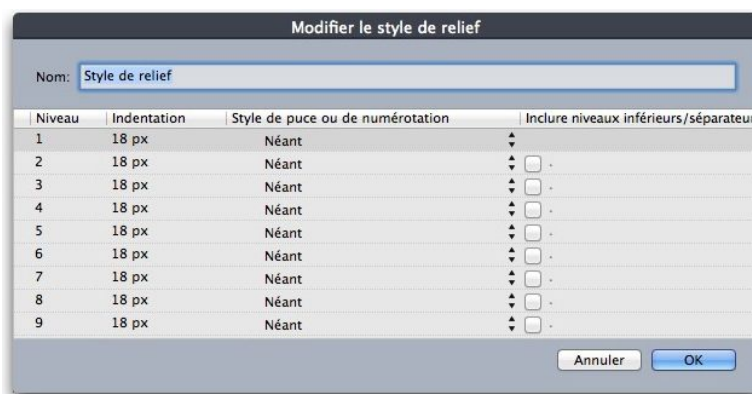 Modifier le style de relief
Nom: Style de relief
Niveau Indentation Style de puce ou de numérotation Inclure niveaux inférieurs/séparateur
1 18 px Néant
2 18 px Néant .
3 18 px Néant .
4 18 px Néant .
5 18 px Néant .
6 18 px Néant .
7 18 px Néant .
8 18 px Néant .
9 18 px Néant .
Annuler OK